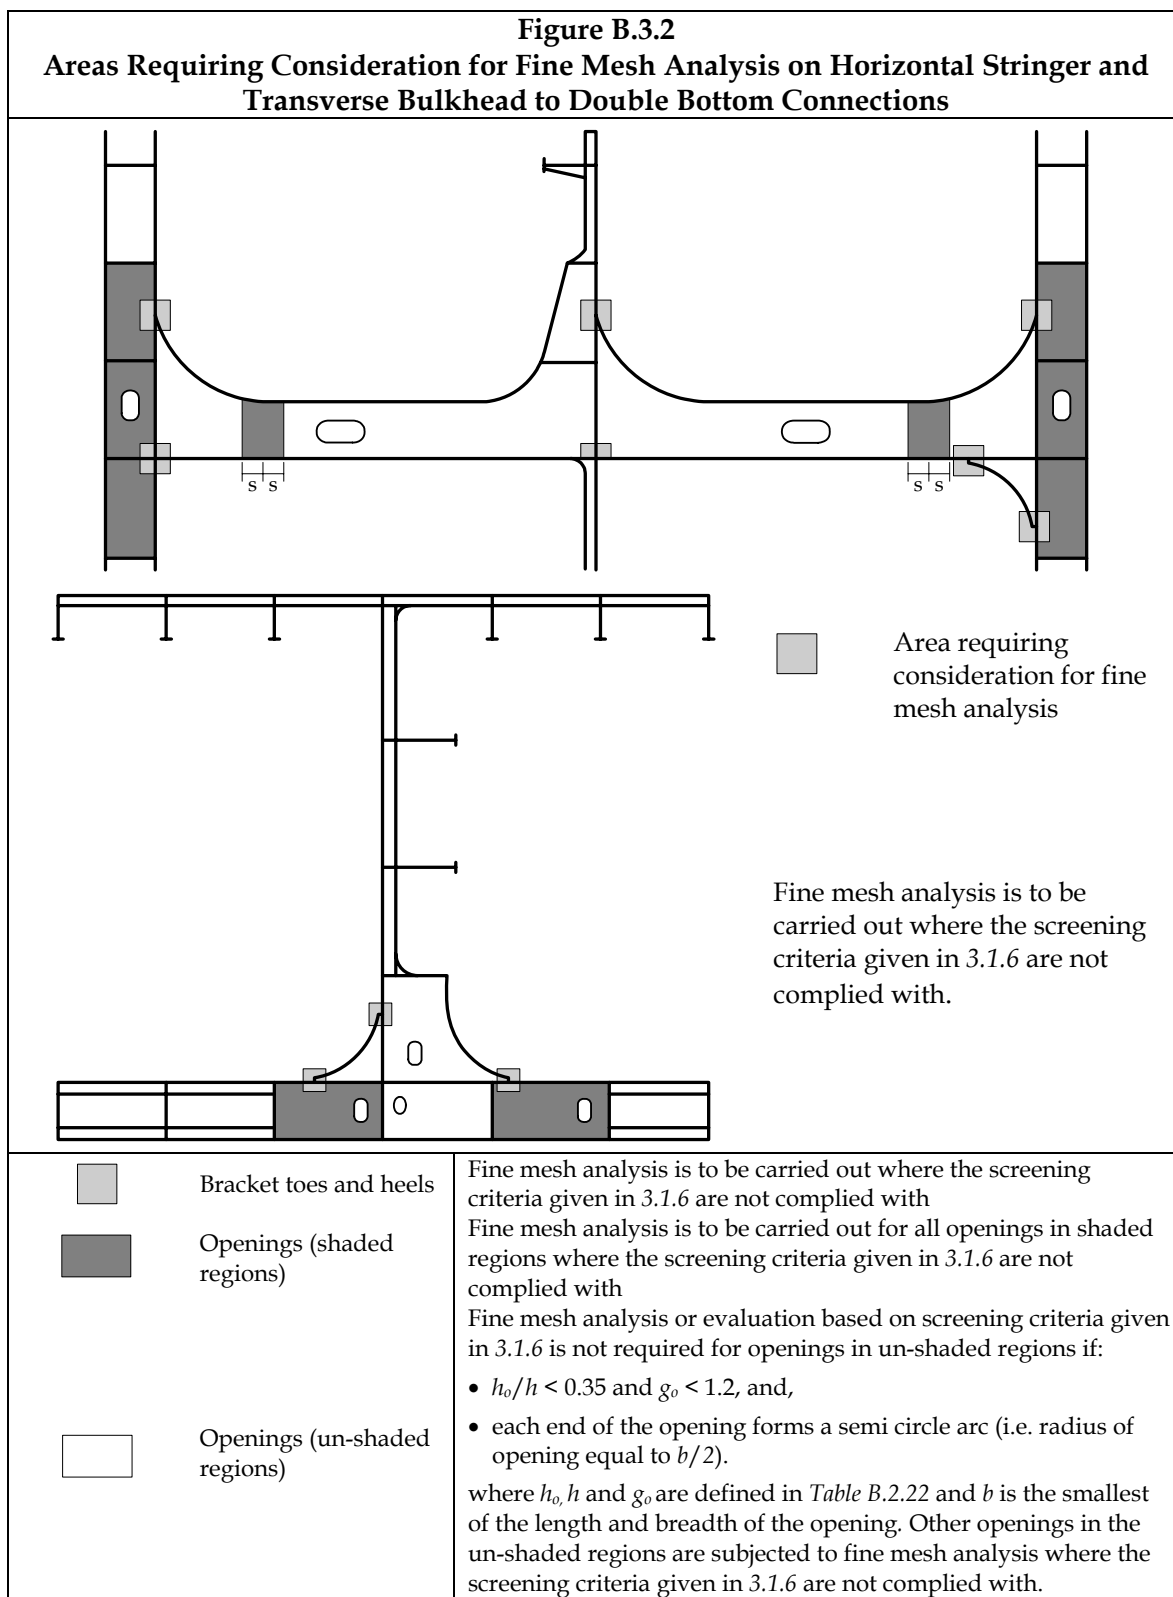 Figure B.3.2
Areas Requiring Consideration for Fine Mesh Analysis on Horizontal Stringer and
Transverse Bulkhead to Double Bottom Connections
s s
s s
Area requiring
consideration for fine
mesh analysis
Fine mesh analysis is to be
carried out where the screening
criteria given in 3.1.6 are not
complied with.
Bracket toes and heels
Fine mesh analysis is to be carried out where the screening
criteria given in 3.1.6 are not complied with
Openings (shaded
regions)
Fine mesh analysis is to be carried out for all openings in shaded
regions where the screening criteria given in 3.1.6 are not
complied with
Openings (un-shaded
regions)
Fine mesh analysis or evaluation based on screening criteria given
in 3.1.6 is not required for openings in un-shaded regions if:
• ho/h < 0.35 and go < 1.2, and,
• each end of the opening forms a semi circle arc (i.e. radius of
opening equal to b/2).
where ho, h and go are defined in Table B.2.22 and b is the smallest
of the length and breadth of the opening. Other openings in the
un-shaded regions are subjected to fine mesh analysis where the
screening criteria given in 3.1.6 are not complied with.